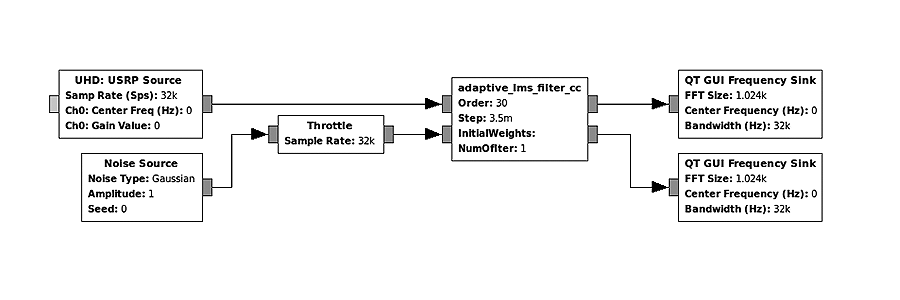 UHD: USRP Source
Samp Rate (Sps): 32k
Ch0: Center Freq (Hz): 0
Ch0: Gain Value: 0
Noise Source
Noise Type: Gaussian
Amplitude: 1
Seed: 0
Throttle
Sample Rate: 32k
adaptive_lms_filter_cc
Order: 30
Step: 3.5m
InitialWeights:
NumOfIter: 1
QT GUI Frequency Sink
FFT Size: 1.024k
Center Frequency (Hz): 0
Bandwidth (Hz): 32k
QT GUI Frequency Sink
FFT Size: 1.024k
Center Frequency (Hz): 0
Bandwidth (Hz): 32k